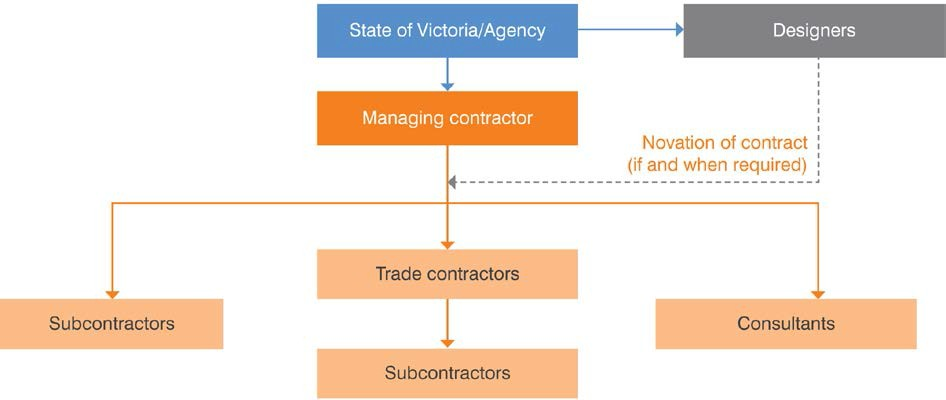 State of Victoria/Agency
Designers
Managing contractor
Novation of contract
(if and when required)
Trade contractors
Subcontractors
Consultants
Subcontractors